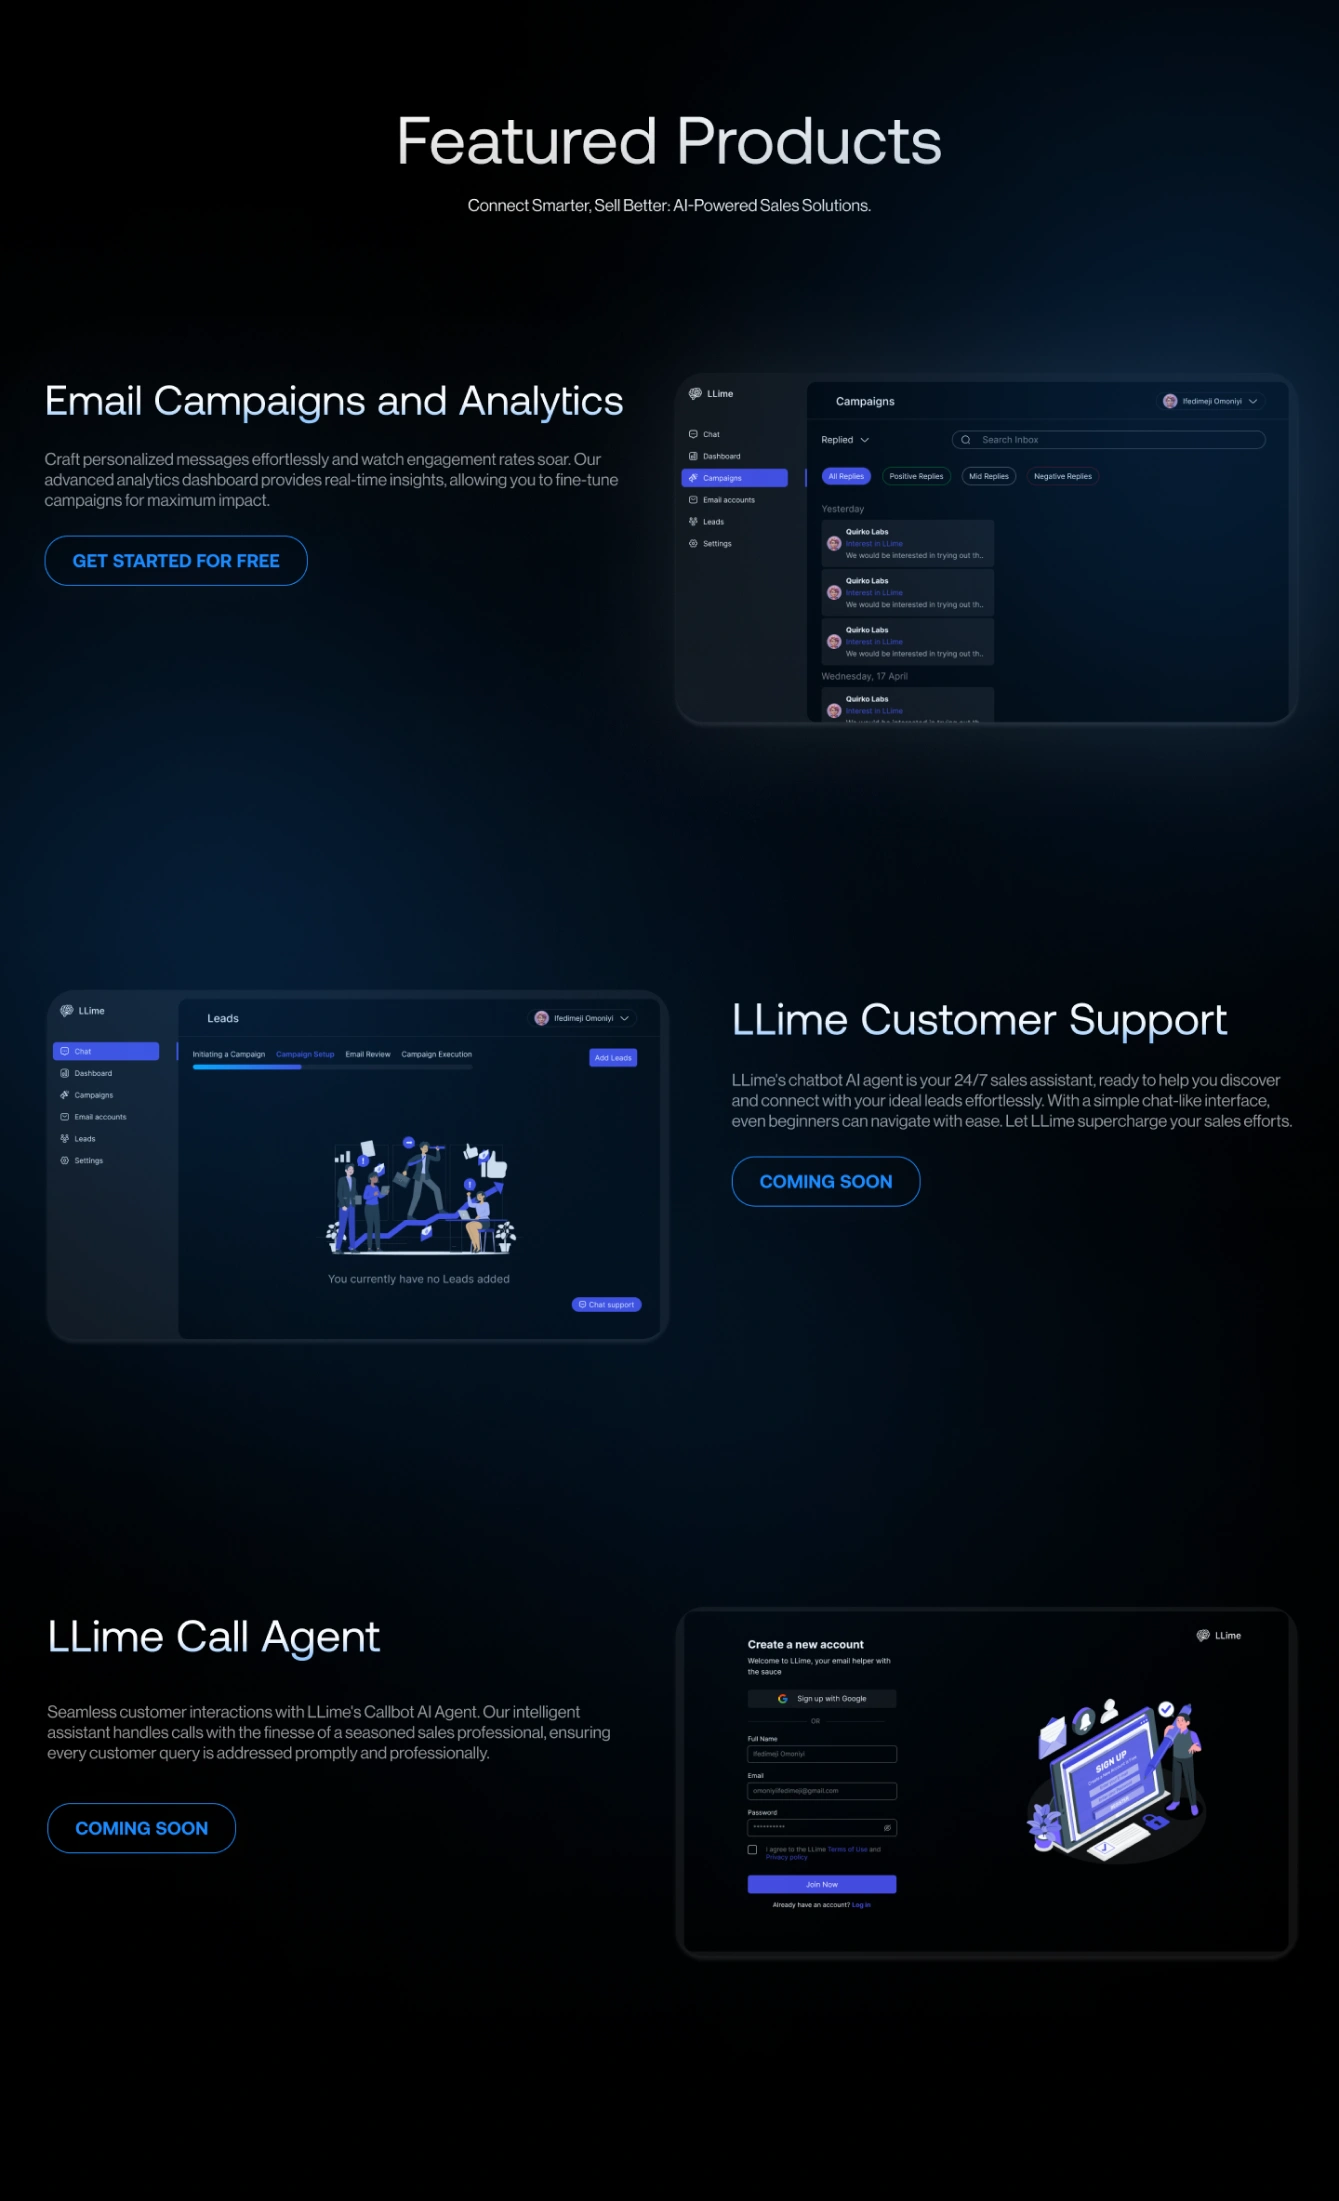 Featured Products
Connect Smarter, Sell Better: AI-Powered Sales Solutions.
Email Campaigns and Analytics
Craft personalized messages effortlessly and watch engagement rates soar. Our
advanced analytics dashboard provides real-time insights, allowing you to fine-tune
campaigns for maximum impact.
GET STARTED FOR FREE
LLime
Chat
Dashboard
Campaigns
Email accounts
Leads
Settings
Campaigns
Ifedimeji Omoniyi
Replied
Search Inbox
All Replies
Positive Replies
Mid Replies
Negative Replies
Yesterday
Quirko Labs
Interest in LLime
We would be interested in trying out th..
Quirko Labs
Interest in LLime
We would be interested in trying out th..
Quirko Labs
Interest in LLime
We would be interested in trying out th..
Wednesday, 17 April
Quirko Labs
Interest in LLime
LLime
Chat
Dashboard
Campaigns
Email accounts
Leads
Settings
Leads
Ifedimeji Omoniyi
Initiating a Campaign
Campaign Setup
Email Review
Campaign Execution
Add Leads
You currently have no Leads added
Chat support
LLime Customer Support
LLime's chatbot AI agent is your 24/7 sales assistant, ready to help you discover
and connect with your ideal leads effortlessly. With a simple chat-like interface,
even beginners can navigate with ease. Let LLime supercharge your sales efforts.
COMING SOON
LLime Call Agent
Seamless customer interactions with LLime's Callbot AI Agent. Our intelligent
assistant handles calls with the finesse of a seasoned sales professional, ensuring
every customer query is addressed promptly and professionally.
COMING SOON
Create a new account
Welcome to LLime, your email helper with
the sauce
Sign up with Google
OR
Full Name
Ifedimeji Omoniyi
Email
omoniyiifedimeji@gmail.com
Password
**********
I agree to the LLime Terms of Use and
Privacy policy
Join Now
Already have an account? Log in
LLime
SIGN UP